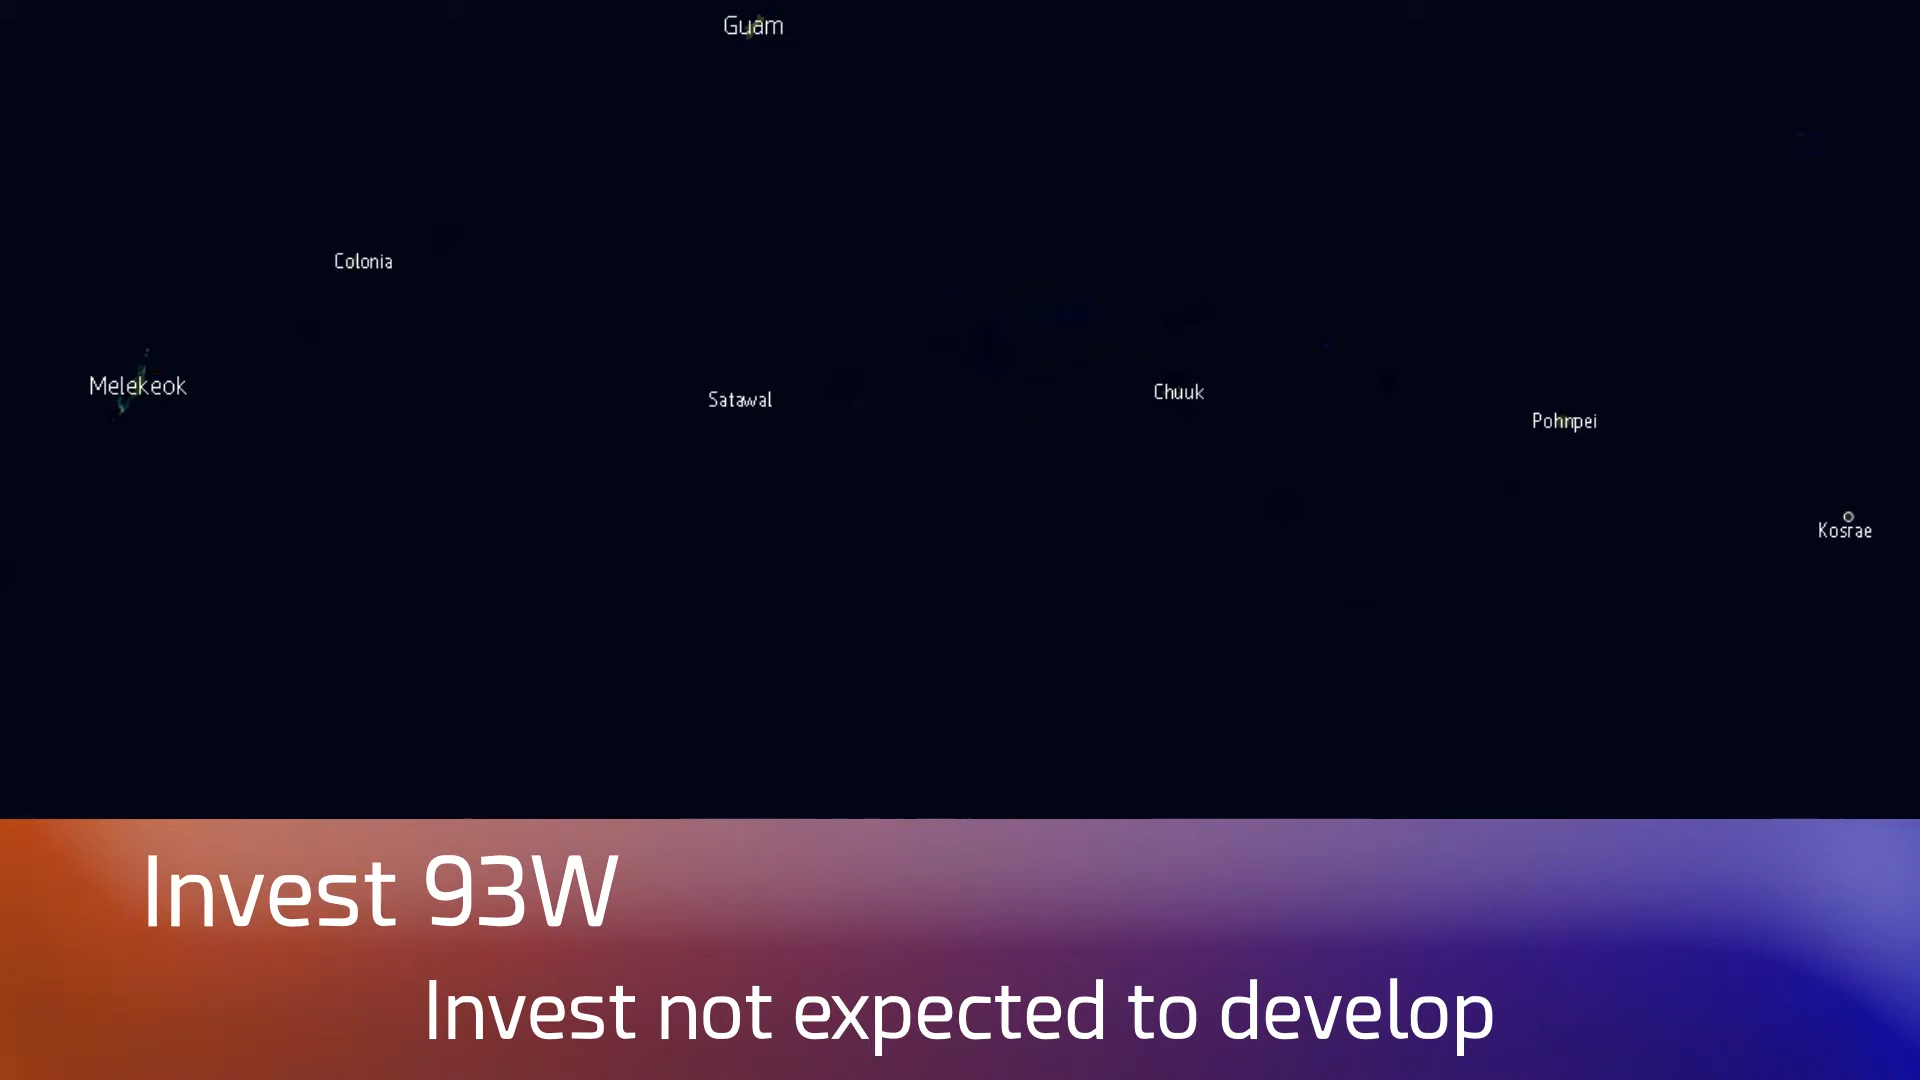 Guam
Colonia
Melekeok
Satawal
Chuuk
Pohnpei
Kosrae
Invest 93W
Invest not expected to develop